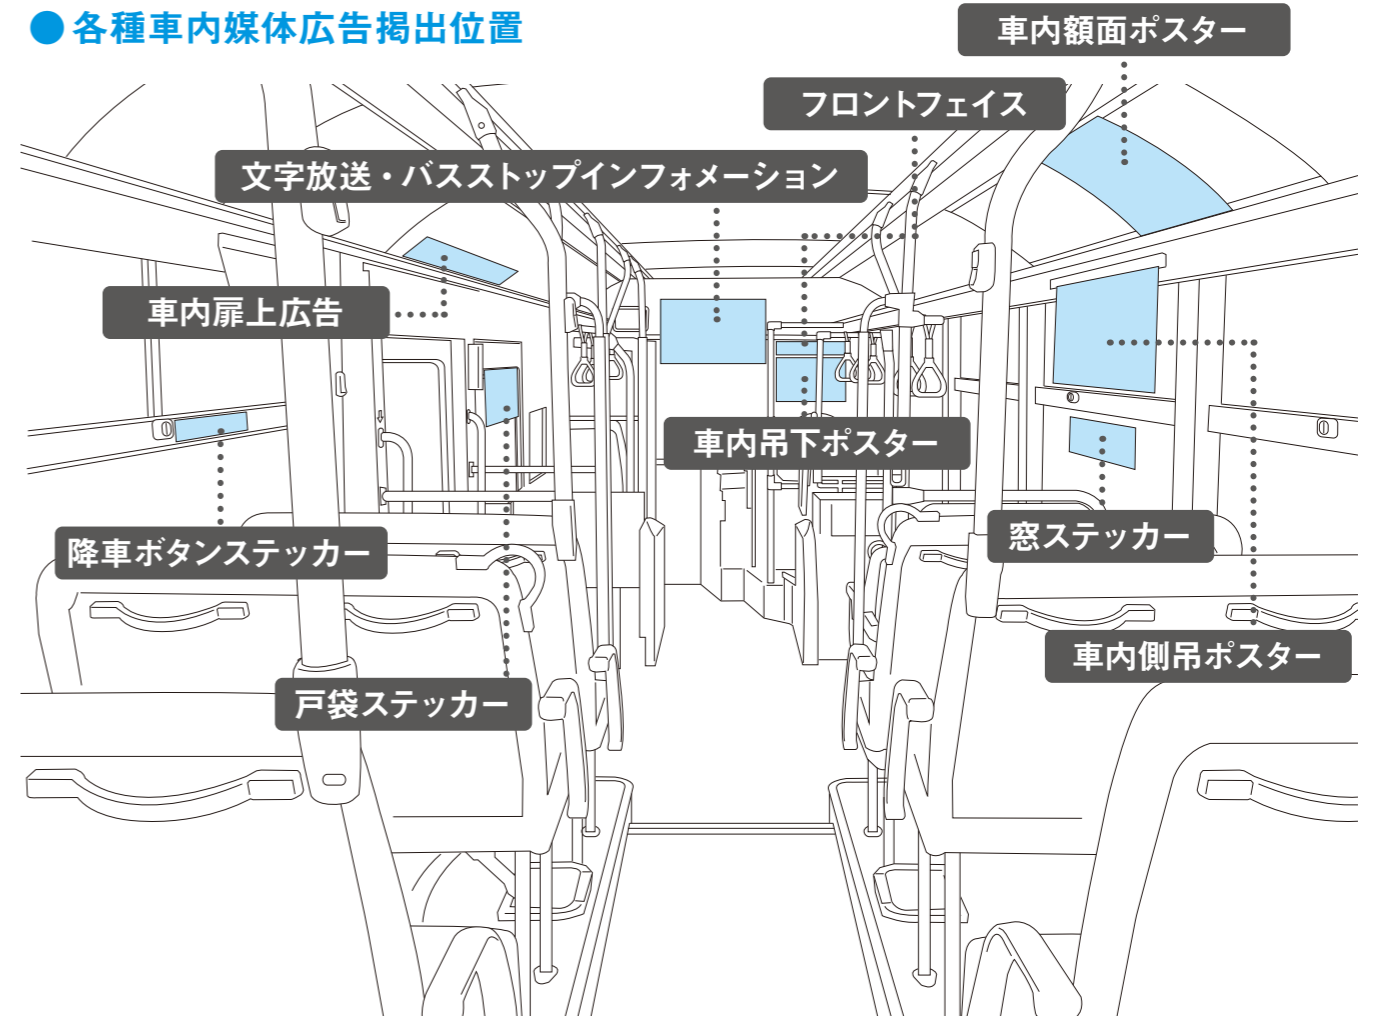 ● 各種車内媒体広告掲出位置
車内額面ポスター
フロントフェイス
文字放送・バスストップインフォメーション
車内扉上広告
車内吊下ポスター
降車ボタンステッカー
窓ステッカー
車内側吊ポスター
戸袋ステッカー